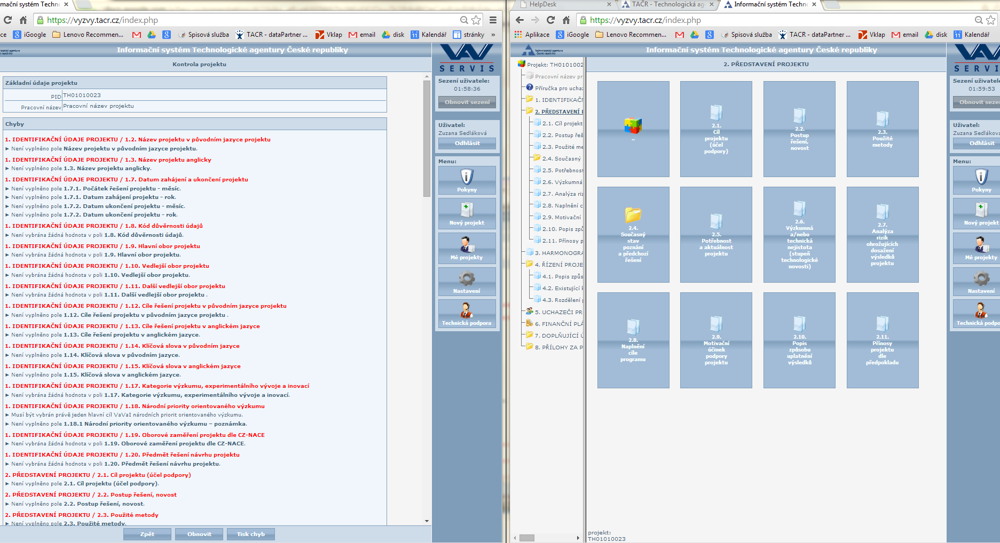 mační systém Techn
https://vyzvy.tacr.cz/index.php
ce iGoogle Lenovo Recommen... Spisová služba TACR - dataPartner ... Vklap email disk Kalendář stránky »
Informační systém Technologické agentury České republiky
Kontrola projektu
Základní údaje projektu
PID TH01010023
Pracovní název Pracovní název projektu
Chyby
1. IDENTIFIKAČNÍ ÚDAJE PROJEKTU / 1.2. Název projektu v původním jazyce projektu
► Není vyplněno pole Název projektu v původním jazyce projektu.
1. IDENTIFIKAČNÍ ÚDAJE PROJEKTU / 1.3. Název projektu anglicky
► Není vyplněno pole 1.3. Název projektu anglicky.
1. IDENTIFIKAČNÍ ÚDAJE PROJEKTU / 1.7. Datum zahájení a ukončení projektu
► Není vyplněno pole 1.7.1. Počátek řešení projektu - měsíc.
► Není vyplněno pole 1.7.1. Datum zahájení projektu - rok.
► Není vyplněno pole 1.7.2. Datum ukončení projektu - měsíc.
► Není vyplněno pole 1.7.2. Datum ukončení projektu - rok.
1. IDENTIFIKAČNÍ ÚDAJE PROJEKTU / 1.8. Kód důvěrnosti údajů
► Není vybrána žádná hodnota v poli 1.8. Kód důvěrnosti údajů.
1. IDENTIFIKAČNÍ ÚDAJE PROJEKTU / 1.9. Hlavní obor projektu
► Není vybrána žádná hodnota v poli 1.9. Hlavní obor projektu.
1. IDENTIFIKAČNÍ ÚDAJE PROJEKTU / 1.10. Vedlejší obor projektu
► Není vybrána žádná hodnota v poli 1.10. Vedlejší obor projektu.
1. IDENTIFIKAČNÍ ÚDAJE PROJEKTU / 1.11. Další vedlejší obor projektu
► Není vybrána žádná hodnota v poli 1.11. Další vedlejší obor projektu .
1. IDENTIFIKAČNÍ ÚDAJE PROJEKTU / 1.12. Cíle řešení projektu v původním jazyce projektu
► Není vyplněno pole 1.12. Cíle řešení projektu v původním jazyce projektu .
1. IDENTIFIKAČNÍ ÚDAJE PROJEKTU / 1.13. Cíle řešení projektu v anglickém jazyce
► Není vyplněno pole 1.13. Cíle řešení projektu v anglickém jazyce.
1. IDENTIFIKAČNÍ ÚDAJE PROJEKTU / 1.14. Klíčová slova v původním jazyce
► Není vyplněno pole 1.14. Klíčová slova v původním jazyce.
1. IDENTIFIKAČNÍ ÚDAJE PROJEKTU / 1.15. Klíčová slova v anglickém jazyce
► Není vyplněno pole 1.15. Klíčová slova v anglickém jazyce.
1. IDENTIFIKAČNÍ ÚDAJE PROJEKTU / 1.17. Kategorie výzkumu, experimentálního vývoje a inovací
► Není vybrána žádná hodnota v poli 1.17. Kategorie výzkumu, experimentálního vývoje a inovací.
1. IDENTIFIKAČNÍ ÚDAJE PROJEKTU / 1.18. Národní priority orientovaného výzkumu
► Musí být vybrán právě jeden hlavní cíl VaVaI národních priorit orientovaného výzkumu.
► Není vyplněno pole 1.18.1 Národní priority orientovaného výzkumu – poznámka.
1. IDENTIFIKAČNÍ ÚDAJE PROJEKTU / 1.19. Oborové zaměření projektu dle CZ-NACE
► Není vybrána žádná hodnota v poli 1.19. Oborové zaměření projektu dle CZ-NACE.
1. IDENTIFIKAČNÍ ÚDAJE PROJEKTU / 1.20. Předmět řešení návrhu projektu
► Není vybrána žádná hodnota v poli 1.20. Předmět řešení návrhu projektu.
2. PŘEDSTAVENÍ PROJEKTU / 2.1. Cíl projektu (účel podpory)
► Není vyplněno pole 2.1. Cíl projektu (účel podpory).
2. PŘEDSTAVENÍ PROJEKTU / 2.2. Postup řešení, novost
► Není vyplněno pole 2.2. Postup řešení, novost.
2. PŘEDSTAVENÍ PROJEKTU / 2.3. Použité metody
► Není vyplněno pole 2.3. Použité metody.
Zpět Obnovit Tisk chyb
VAV
SERVIS
Sezení uživatele:
01:58:36
Obnovit sezení
Uživatel:
Zuzana Sedláková
Odhlásit
Menu:
Pokyny
Nový projekt
Mé projekty
Nastavení
Technická podpora
HelpDesk TAČR - Technologická ag Informační systém Techn
https://vyzvy.tacr.cz/index.php
Aplikace iGoogle Lenovo Recommen... Spisová služba TACR - dataPartner ... Vklap email disk Kalendář
Technologická agentura
České republiky
Informační systém Technologické agentury České republiky
Projekt: TH0101002
Pracovní název pr
Příručka pro ucha
1. IDENTIFIKAČN
2. PŘEDSTAVENÍ
2.1. Cíl projekt
2.2. Postup řeš
2.3. Použité me
2.4. Současný
2.5. Potřebnost
2.6. Výzkumná
2.7. Analýza riz
2.8. Naplnění c
2.9. Motivační
2.10. Popis způ
2.11. Přínosy p
3. HARMONOGRA
4. ŘÍZENÍ PROJE
4.1. Popis způs
4.2. Existující k
4.3. Rozdělení p
5. UCHAZEČI PR
6. FINANČNÍ PLÁ
7. DOPLŇUJÍCÍ Ú
8. PŘÍLOHY ZA P
2. PŘEDSTAVENÍ PROJEKTU
..
2.1.
Cíl
projektu
(účel
podpory)
2.2.
Postup
řešení,
novost
2.3.
Použité
metody
2.4.
Současný
stav
poznání
a předchozí
řešení
2.5.
Potřebnost
a aktuálnost
projektu
2.6.
Výzkumná
a/nebo
technická
nejistota
(stupeň
technologické
novosti)
2.7.
Analýza
rizik
ohrožujících
dosažení
výsledků
projektu
2.8.
Naplnění
cíle
programu
2.9.
Motivační
účinek
podpory
projektu
2.10.
Popis
způsobu
uplatnění
výsledků
2.11.
Přínosy
projektu
dle
předpokladu
projekt:
TH01010023
VAV
SERVI
Sezení uživatele
01:59:53
Obnovit seze
Uživatel:
Zuzana Sedláková
Odhlásit
Menu:
Pokyny
Nový projekt
Mé projekty
Nastavení
Technická podpo